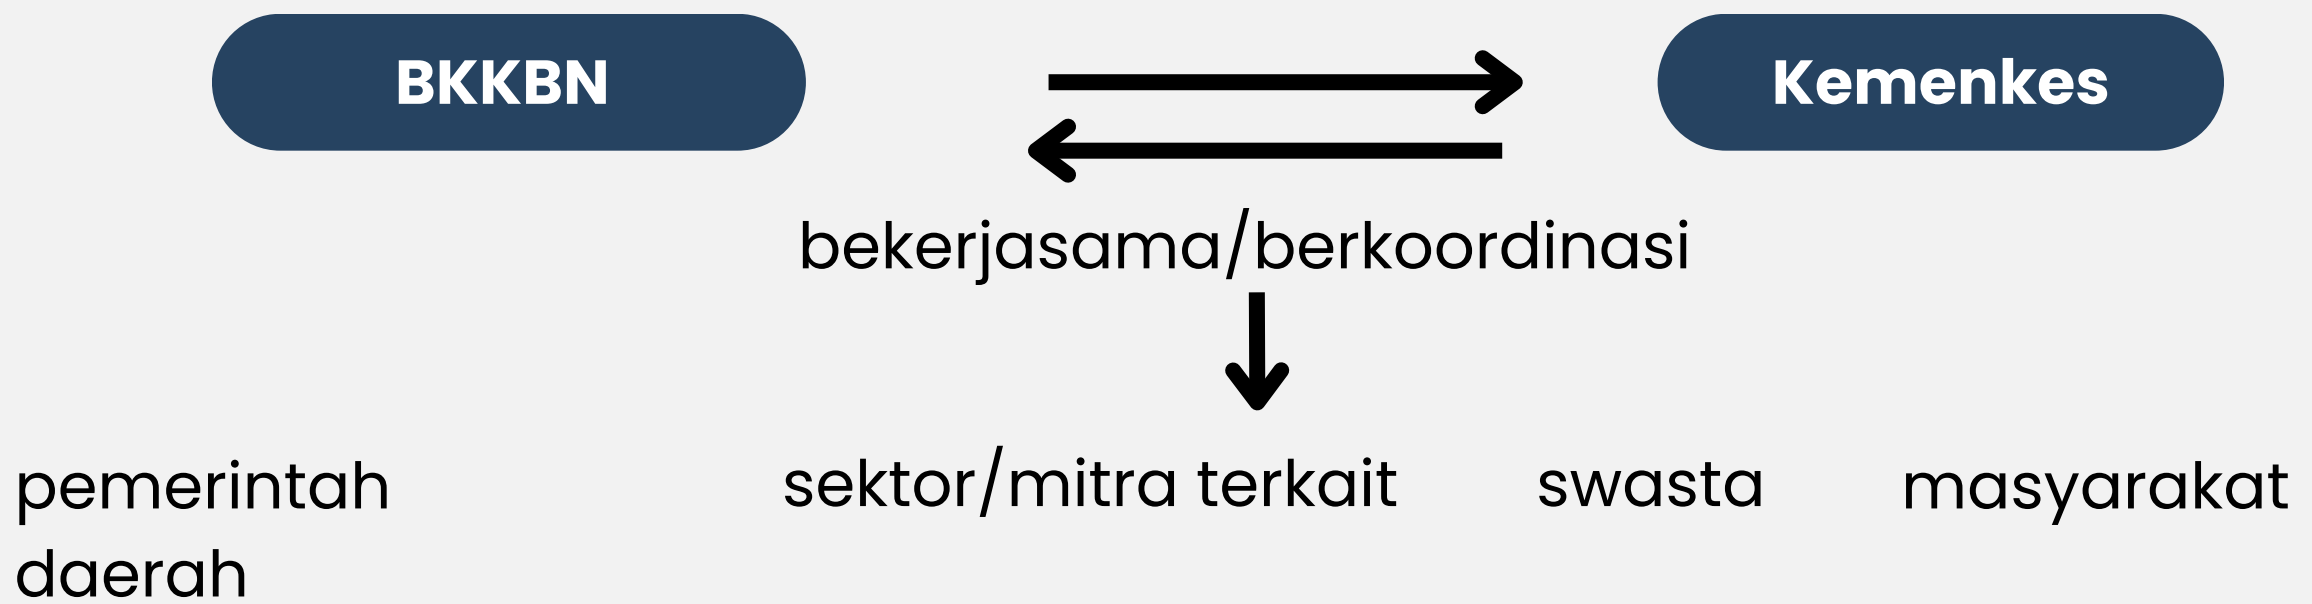 BKKBN
Kemenkes
bekerjasama/berkoordinasi
pemerintah
daerah
sektor/mitra terkait
swasta
masyarakat